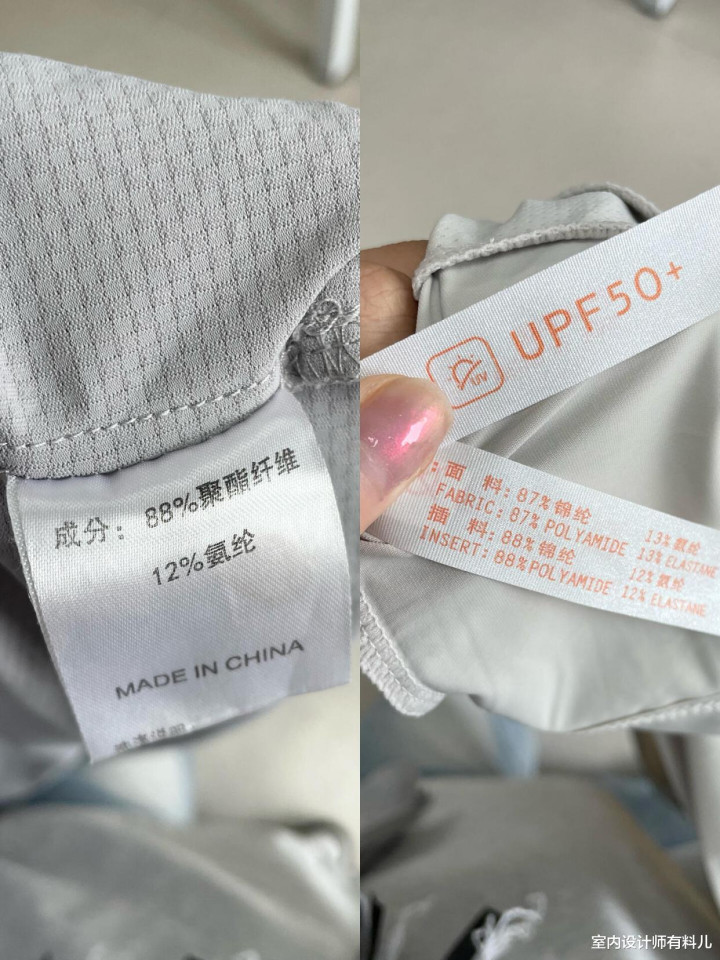 成分: 88%聚酯纤维
12%氨纶
MADE IN CHINA
UV
UPF50+
:面 料: 87%锦纶 13%氨纶
FABRIC: 87% POLYAMIDE 13% ELASTANE
插 料: 88%锦纶 12%氨纶
INSERT: 88%POLYAMIDE 12% ELASTANE
室内设计师有料儿